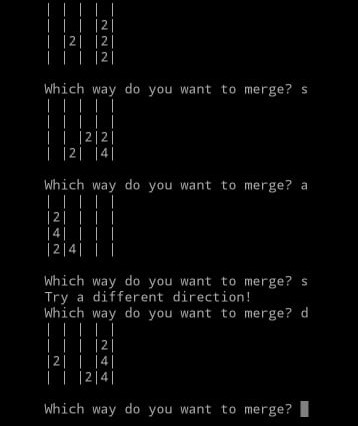 | | | | |
| | | |2|
| |2| |2|
| | | |2|
Which way do you want to merge? s
| | | | |
| | | | |
| | |2|2|
| |2| |4|
Which way do you want to merge? a
| | | | |
|2| | | |
|4| | | |
|2|4| | |
Which way do you want to merge? s
Try a different direction!
Which way do you want to merge? d
| | | | |
| | | |2|
|2| | |4|
| | |2|4|
Which way do you want to merge?